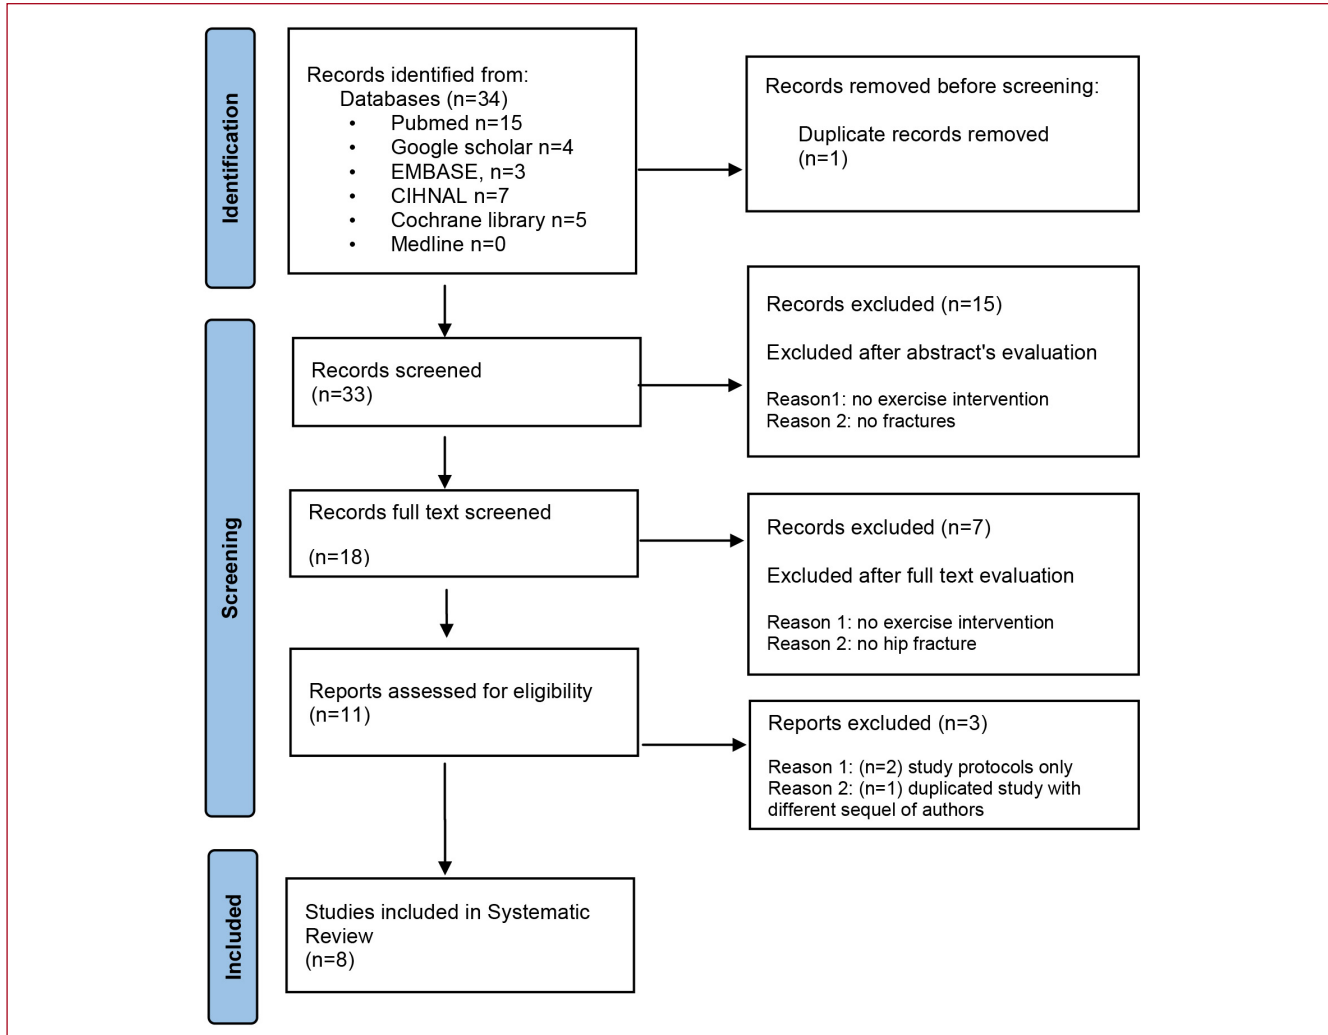 Identification
Records identified from:
Databases (n=34)
• Pubmed n=15
• Google scholar n=4
• EMBASE, n=3
• CIHNAL n=7
• Cochrane library n=5
• Medline n=0
Records removed before screening:
Duplicate records removed
(n=1)
Screening
Records screened
(n=33)
Records excluded (n=15)
Excluded after abstract's evaluation
Reason1: no exercise intervention
Reason 2: no fractures
Records full text screened
(n=18)
Records excluded (n=7)
Excluded after full text evaluation
Reason 1: no exercise intervention
Reason 2: no hip fracture
Reports assessed for eligibility
(n=11)
Reports excluded (n=3)
Reason 1: (n=2) study protocols only
Reason 2: (n=1) duplicated study with
different sequel of authors
Included
Studies included in Systematic
Review
(n=8)